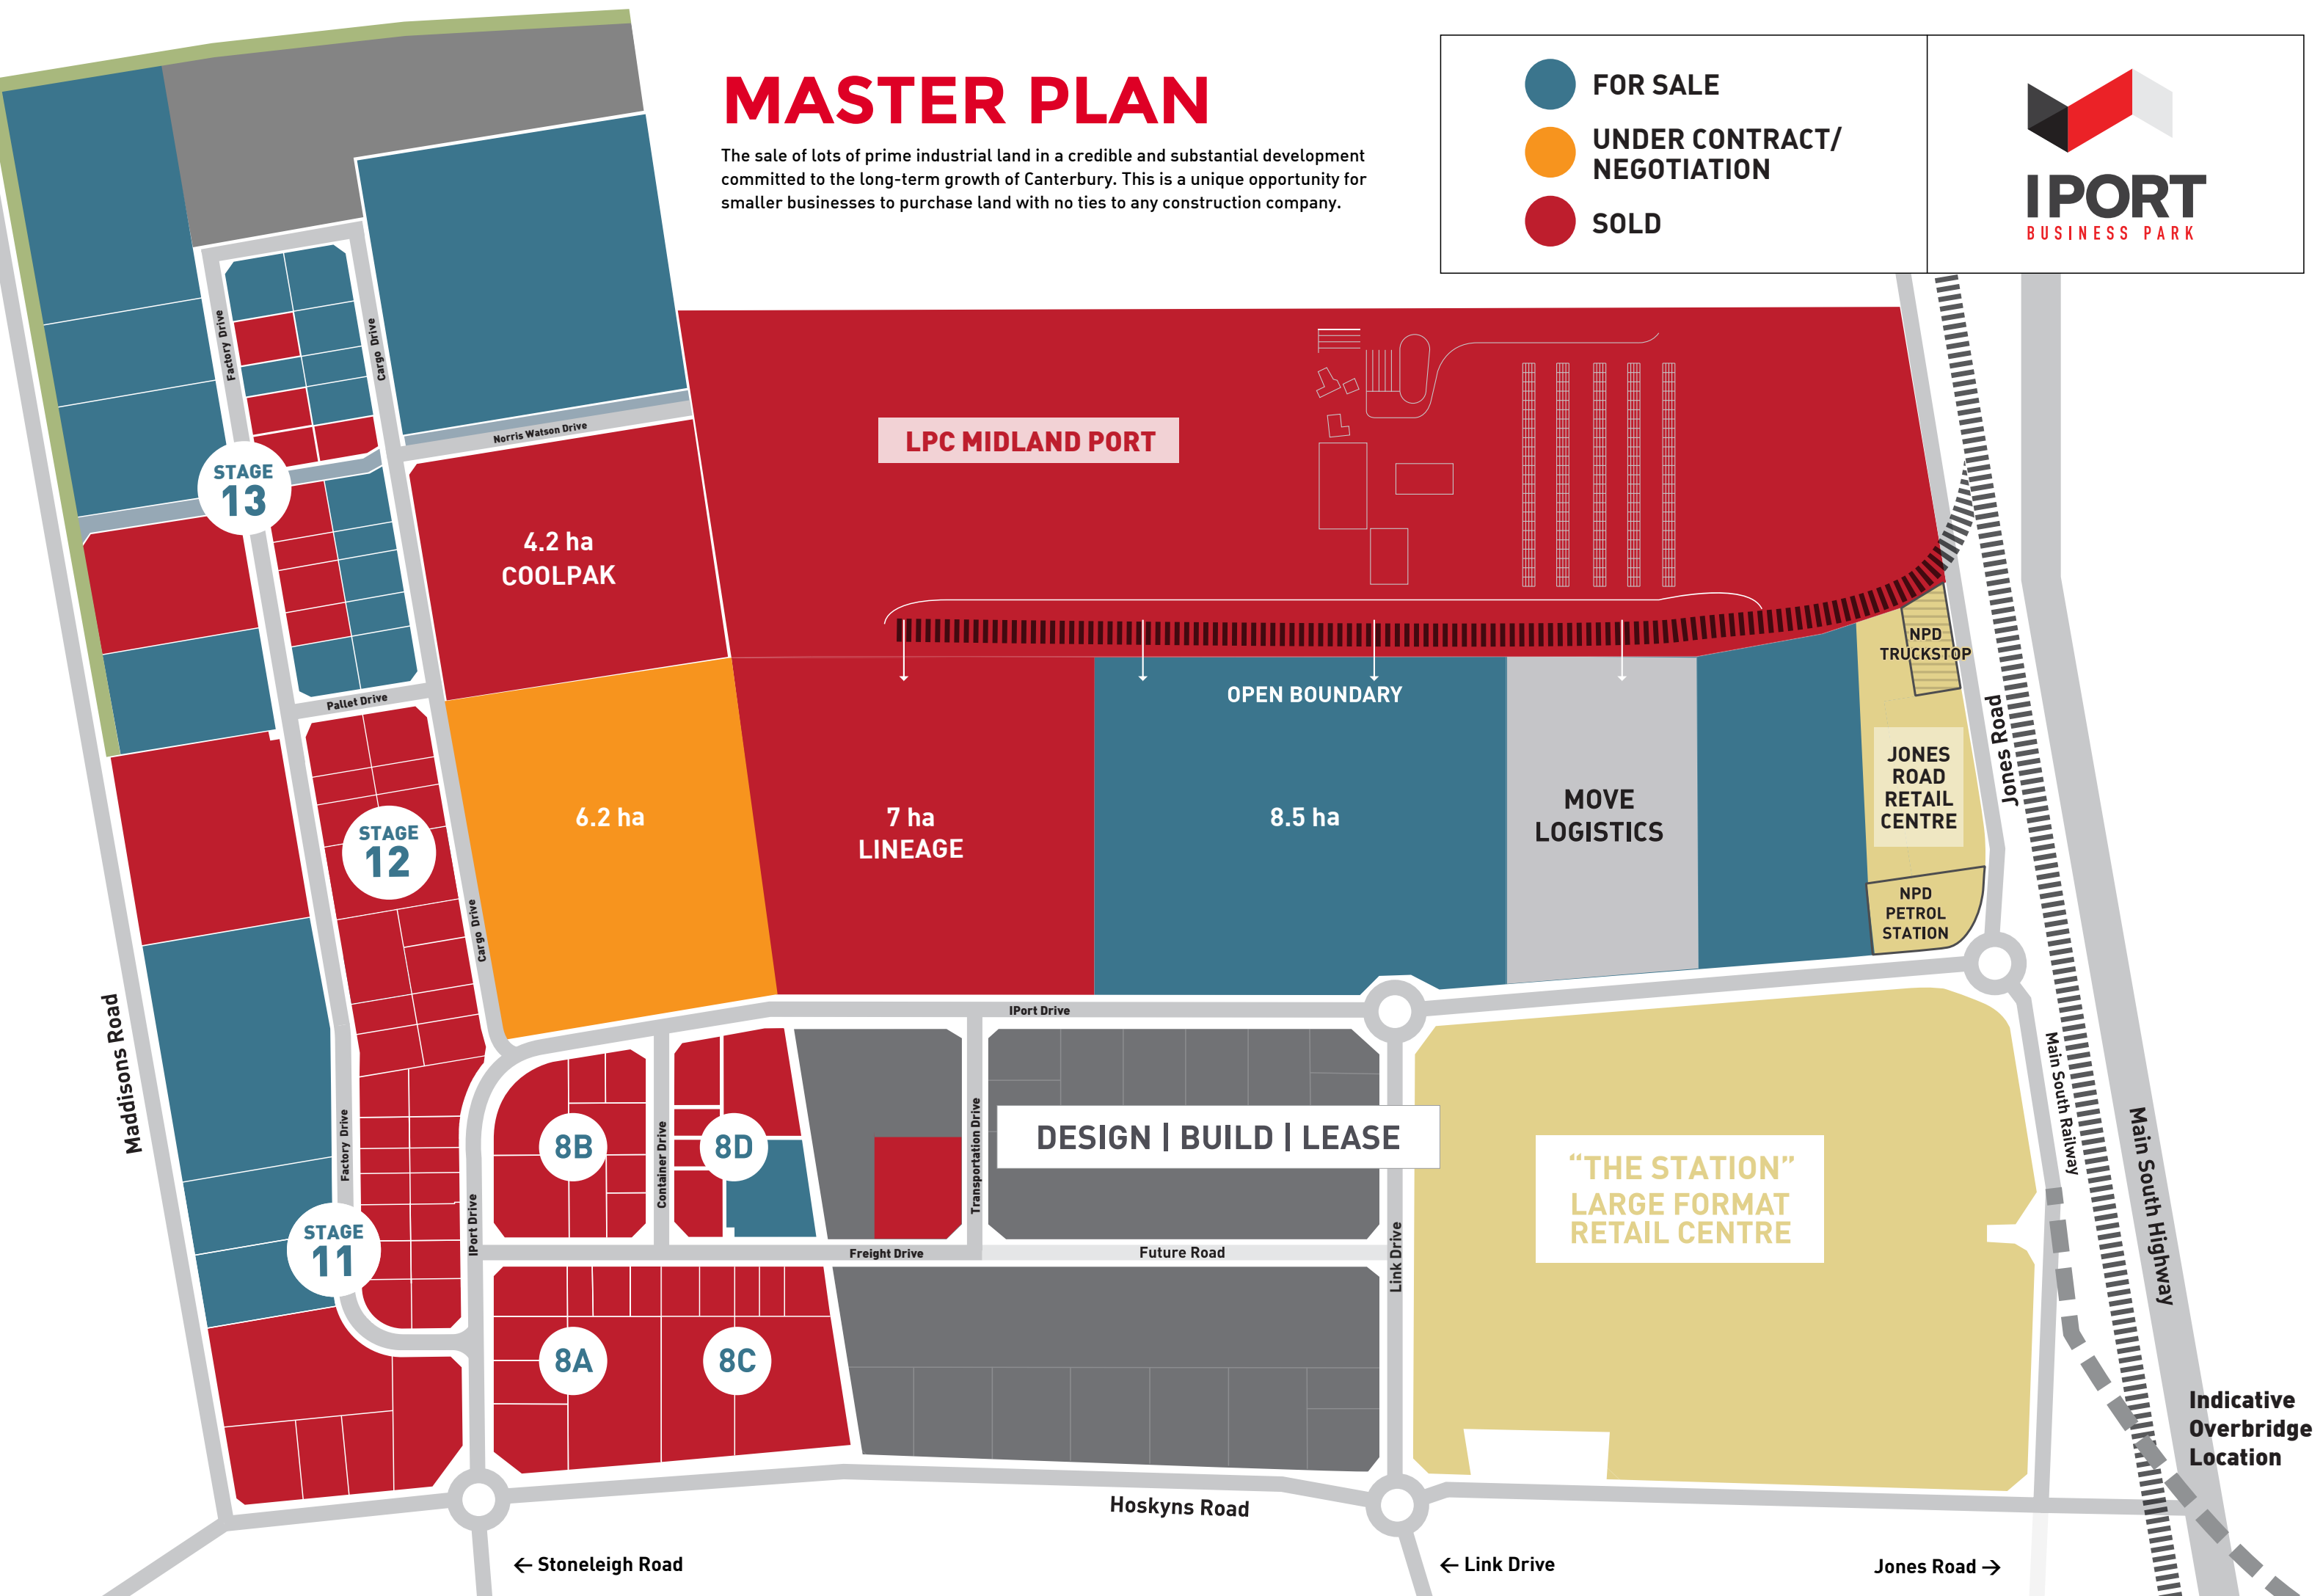 MASTER PLAN
The sale of lots of prime industrial land in a credible and substantial development
committed to the long-term growth of Canterbury. This is a unique opportunity for
smaller businesses to purchase land with no ties to any construction company.
FOR SALE
UNDER CONTRACT/
NEGOTIATION
SOLD
IPORT
BUSINESS PARK
Factory Drive
Cargo Drive
Norris Watson Drive
LPC MIDLAND PORT
STAGE
13
4.2 ha
COOLPAK
NPD
TRUCKSTOP
Pallet Drive
OPEN BOUNDARY
Jones Road
JONES
ROAD
RETAIL
CENTRE
STAGE
12
6.2 ha
7 ha
LINEAGE
8.5 ha
MOVE
LOGISTICS
NPD
PETROL
STATION
Cargo Drive
Maddisons Road
IPort Drive
Main South Railway
Main South Highway
Factory Drive
8B
Container Drive
8D
Transportation Drive
DESIGN | BUILD | LEASE
"THE STATION"
LARGE FORMAT
RETAIL CENTRE
STAGE
11
IPort Drive
Freight Drive
Future Road
Link Drive
8A
8C
Indicative
Overbridge
Location
Hoskyns Road
← Stoneleigh Road
← Link Drive
Jones Road →